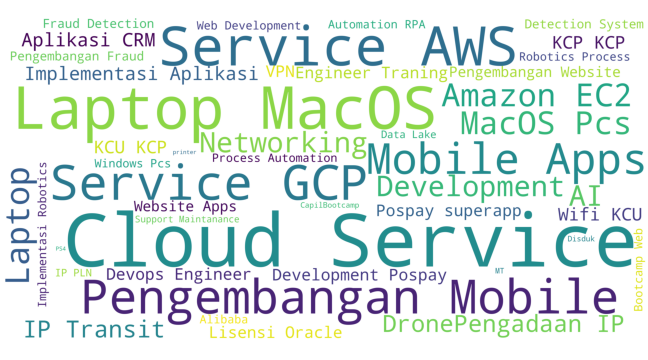 Fraud Detection
Web Development
Automation RPA
Detection System
Aplikasi CRM
Service AWS
KCP KCP
Pengembangan Fraud
Robotics Process
Implementasi Aplikasi
VPN
Engineer Traning
Pengembangan Website
Laptop MacOS
Amazon EC2
MacOS Pcs
Networking
Data Lake
KCU KCP
printer
Process Automation
Mobile Apps
Windows Pcs
Service GCP
Development
AI
Laptop
Implementasi Robotics
Website Apps
CapilBootcamp
Pospay superapp
Wifi KCU
Support Maintanance
Cloud Service
PS4
Disduk
Bootcamp Web
IP PLN
Devops Engineer
Development Pospay
MT
Pengembangan Mobile
IP Transit
Alibaba
Lisensi Oracle
Drone
Pengadaan IP